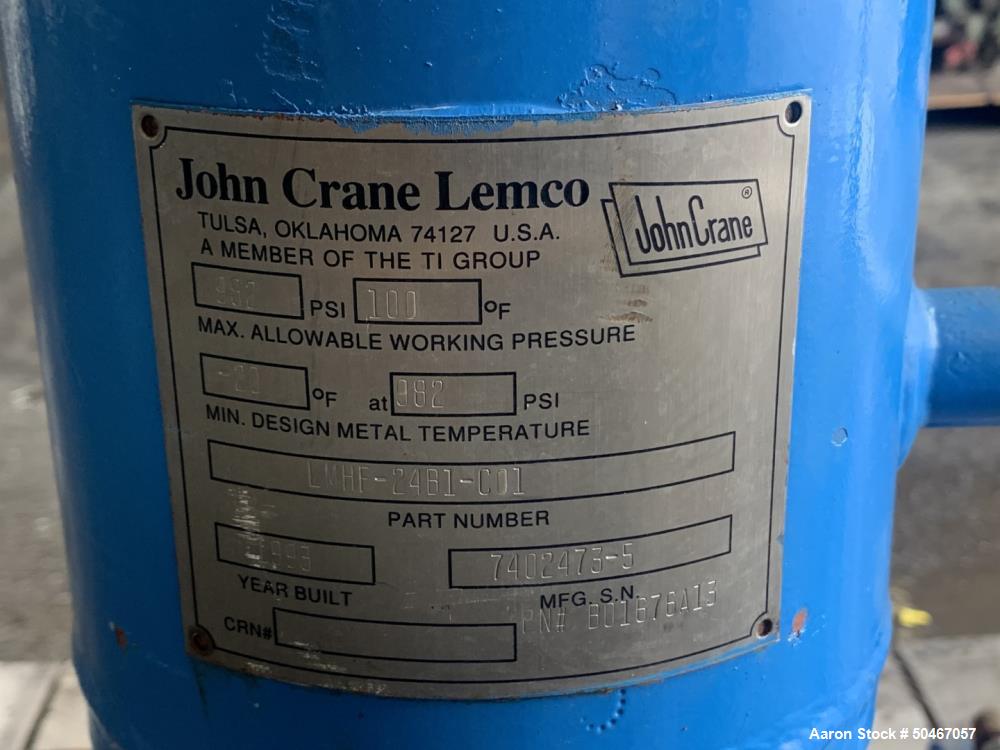 John Crane Lemco
JohnCrane ®
TULSA, OKLAHOMA 74127 U.S.A.
A MEMBER OF THE TI GROUP
982 PSI 100 °F
MAX. ALLOWABLE WORKING PRESSURE
-20 °F at 982 PSI
MIN. DESIGN METAL TEMPERATURE
LMHF-24B1-C01
PART NUMBER
1993 7402473-5
YEAR BUILT MFG. S.N.
PN# B01676A13
CRN#
Aaron Stock # 50467057